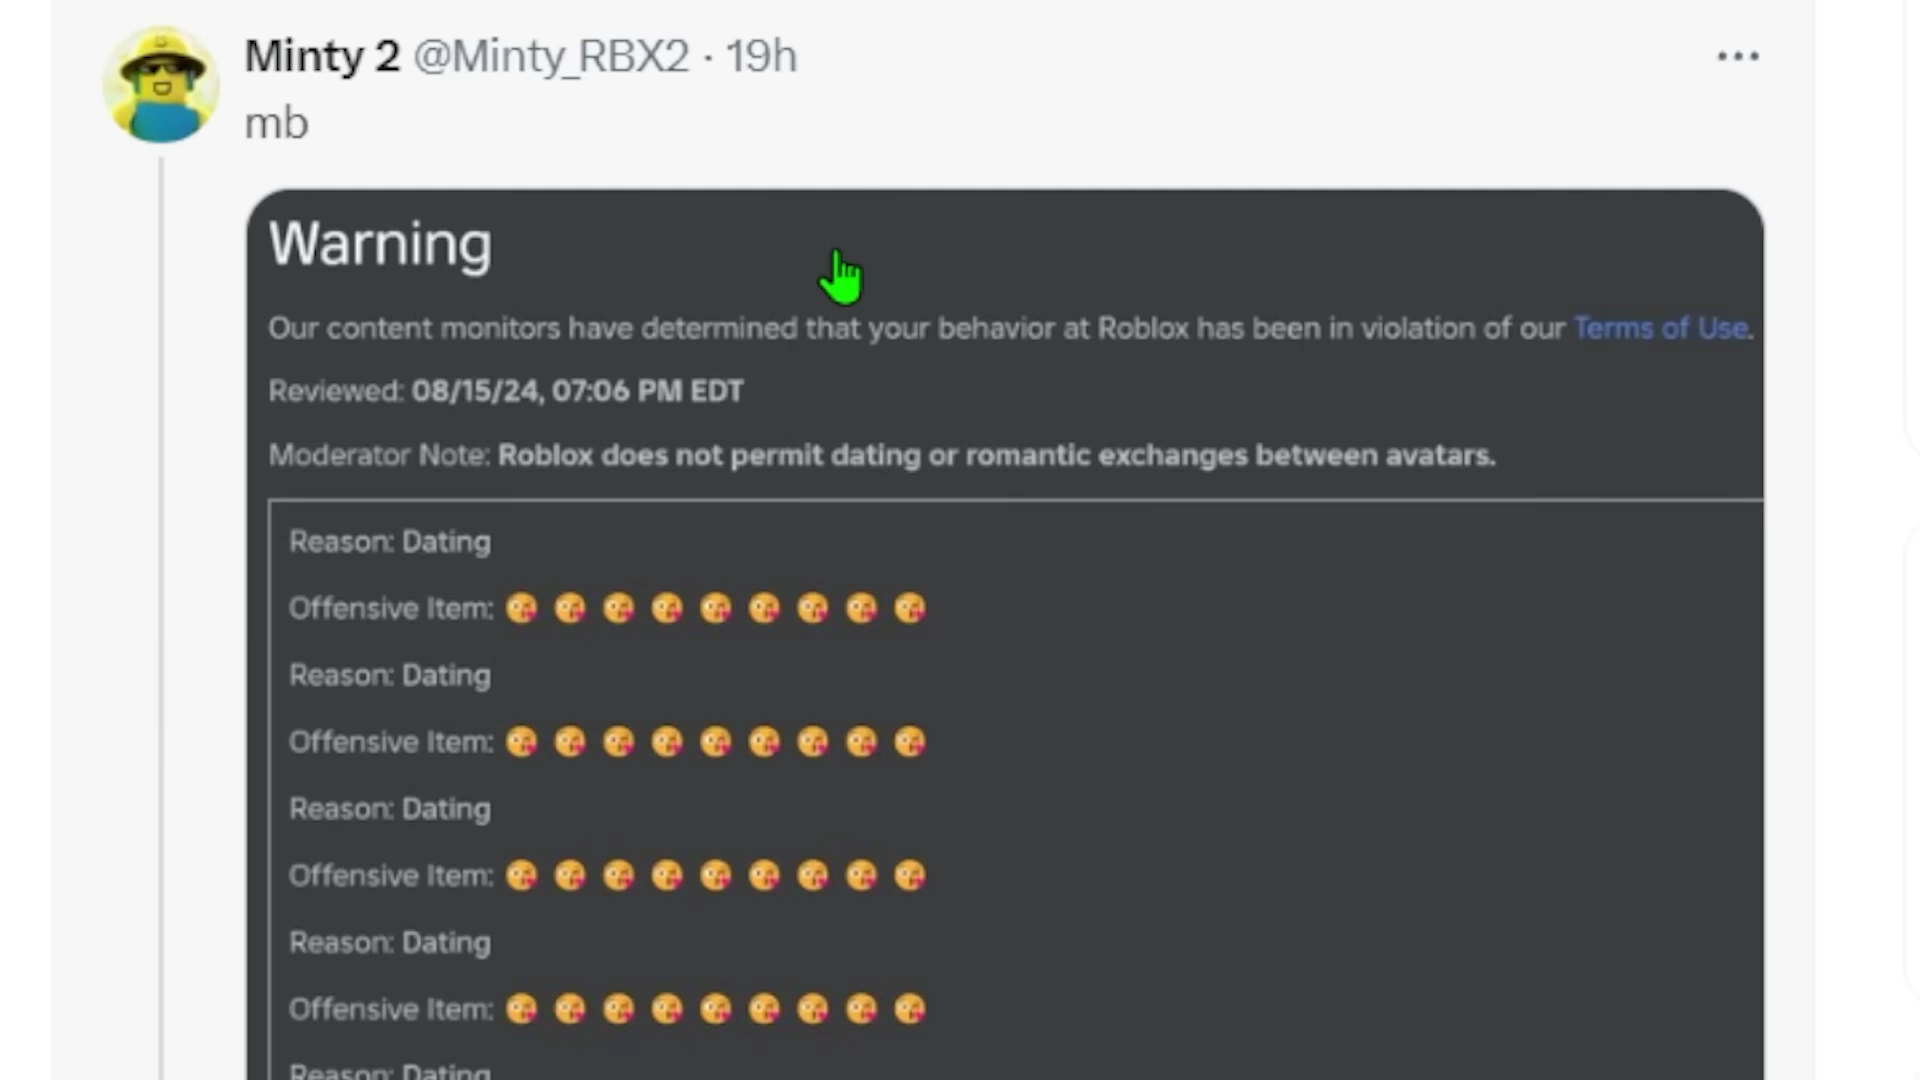 Minty 2 @Minty_RBX2 · 19h
mb
Warning
Our content monitors have determined that your behavior at Roblox has been in violation of our Terms of Use.
Reviewed: 08/15/24, 07:06 PM EDT
Moderator Note: Roblox does not permit dating or romantic exchanges between avatars.
Reason: Dating
Offensive Item: 😘 😘 😘 😘 😘 😘 😘 😘 😘
Reason: Dating
Offensive Item: 😘 😘 😘 😘 😘 😘 😘 😘 😘
Reason: Dating
Offensive Item: 😘 😘 😘 😘 😘 😘 😘 😘 😘
Reason: Dating
Offensive Item: 😘 😘 😘 😘 😘 😘 😘 😘 😘
Reason: Dating